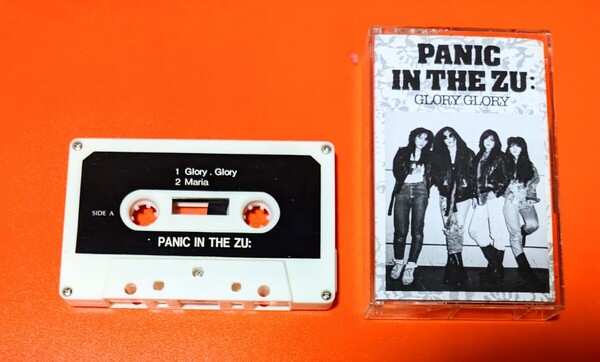 1 Glory . Glory
2 Maria
SIDE A
PANIC IN THE ZU:
PANIC
IN THE ZU:
GLORY GLORY